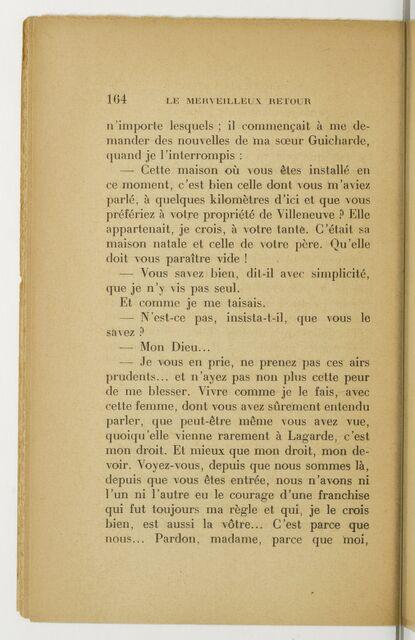 164 LE MERVEILLEUX RETOUR
n'importe lesquels ; il commençait à me de-
mander des nouvelles de ma sœur Guicharde,
quand je l'interrompis :
— Cette maison où vous êtes installé en
ce moment, c'est bien celle dont vous m'aviez
parlé, à quelques kilomètres d'ici et que vous
préfériez à votre propriété de Villeneuve ? Elle
appartenait, je crois, à votre tante. C'était sa
maison natale et celle de votre père. Qu'elle
doit vous paraître vide !
— Vous savez bien, dit-il avec simplicité,
que je n'y vis pas seul.
Et comme je me taisais.
— N'est-ce pas, insista-t-il, que vous le
savez ?
— Mon Dieu...
— Je vous en prie, ne prenez pas ces airs
prudents... et n'ayez pas non plus cette peur
de me blesser. Vivre comme je le fais, avec
cette femme, dont vous avez sûrement entendu
parler, que peut-être même vous avez vue,
quoiqu'elle vienne rarement à Lagarde, c'est
mon droit. Et mieux que mon droit, mon de-
voir. Voyez-vous, depuis que nous sommes là,
depuis que vous êtes entrée, nous n'avons ni
l'un ni l'autre eu le courage d'une franchise
qui fut toujours ma règle et qui, je le crois
bien, est aussi la vôtre... C'est parce que
nous... Pardon, madame, parce que moi,